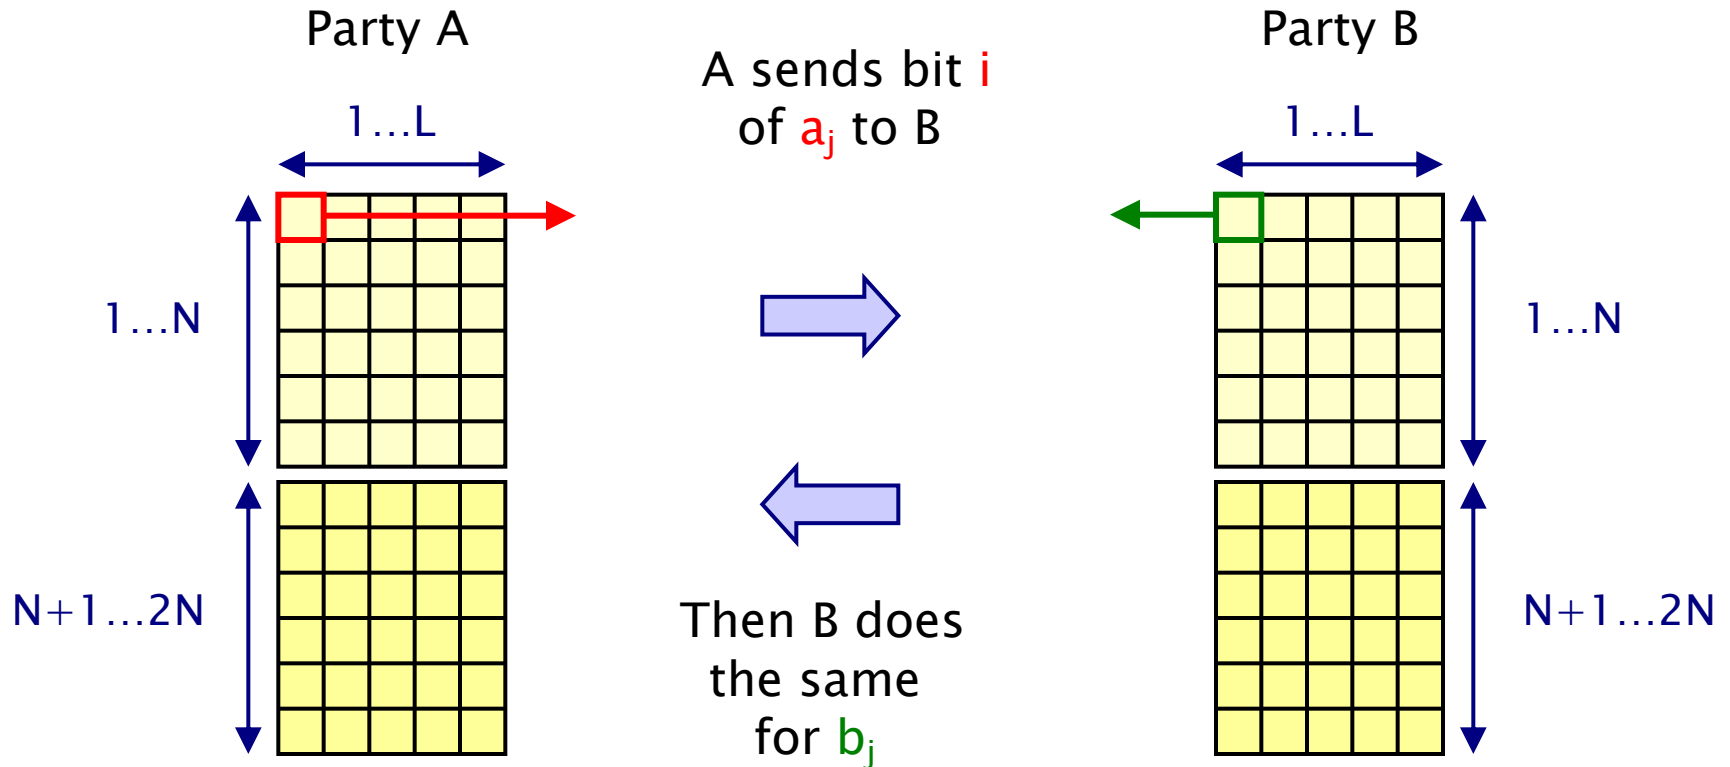 Party A
Party B
A sends bit i
of aj to B
1...L
1...L
1...N
1...N
N+1...2N
N+1...2N
Then B does
the same
for bj